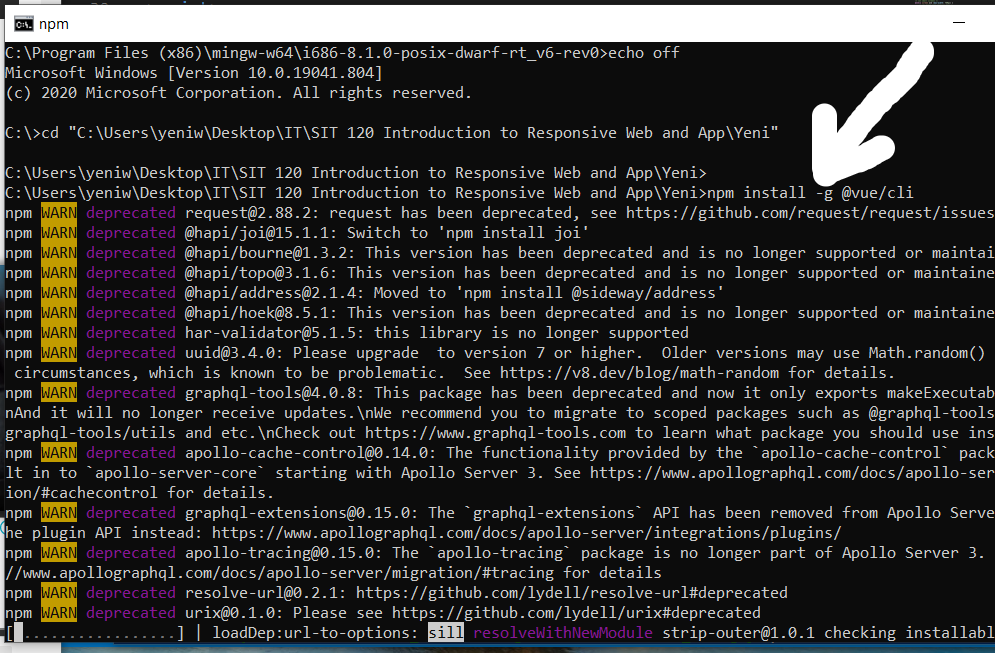 npm
C:\Program Files (x86)\mingw-w64\i686-8.1.0-posix-dwarf-rt_v6-rev0>echo off
Microsoft Windows [Version 10.0.19041.804]
(c) 2020 Microsoft Corporation. All rights reserved.
C:\>cd "C:\Users\yeniw\Desktop\IT\SIT 120 Introduction to Responsive Web and App\Yeni"
C:\Users\yeniw\Desktop\IT\SIT 120 Introduction to Responsive Web and App\Yeni>
C:\Users\yeniw\Desktop\IT\SIT 120 Introduction to Responsive Web and App\Yeni>npm install -g @vue/cli
npm WARN deprecated request@2.88.2: request has been deprecated, see https://github.com/request/request/issues
npm WARN deprecated @hapi/joi@15.1.1: Switch to 'npm install joi'
npm WARN deprecated @hapi/bourne@1.3.2: This version has been deprecated and is no longer supported or maintai
npm WARN deprecated @hapi/topo@3.1.6: This version has been deprecated and is no longer supported or maintaine
npm WARN deprecated @hapi/address@2.1.4: Moved to 'npm install @sideway/address'
npm WARN deprecated @hapi/hoek@8.5.1: This version has been deprecated and is no longer supported or maintaine
npm WARN deprecated har-validator@5.1.5: this library is no longer supported
npm WARN deprecated uuid@3.4.0: Please upgrade  to version 7 or higher.  Older versions may use Math.random()
 circumstances, which is known to be problematic.  See https://v8.dev/blog/math-random for details.
npm WARN deprecated graphql-tools@4.0.8: This package has been deprecated and now it only exports makeExecutab
nAnd it will no longer receive updates.\nWe recommend you to migrate to scoped packages such as @graphql-tools
graphql-tools/utils and etc.\nCheck out https://www.graphql-tools.com to learn what package you should use ins
npm WARN deprecated apollo-cache-control@0.14.0: The functionality provided by the `apollo-cache-control` pack
lt in to `apollo-server-core` starting with Apollo Server 3. See https://www.apollographql.com/docs/apollo-ser
ion/#cachecontrol for details.
npm WARN deprecated graphql-extensions@0.15.0: The `graphql-extensions` API has been removed from Apollo Serve
he plugin API instead: https://www.apollographql.com/docs/apollo-server/integrations/plugins/
npm WARN deprecated apollo-tracing@0.15.0: The `apollo-tracing` package is no longer part of Apollo Server 3.
//www.apollographql.com/docs/apollo-server/migration/#tracing for details
npm WARN deprecated resolve-url@0.2.1: https://github.com/lydell/resolve-url#deprecated
npm WARN deprecated urix@0.1.0: Please see https://github.com/lydell/urix#deprecated
[ .................] | loadDep:url-to-options: sill resolveWithNewModule strip-outer@1.0.1 checking installabl